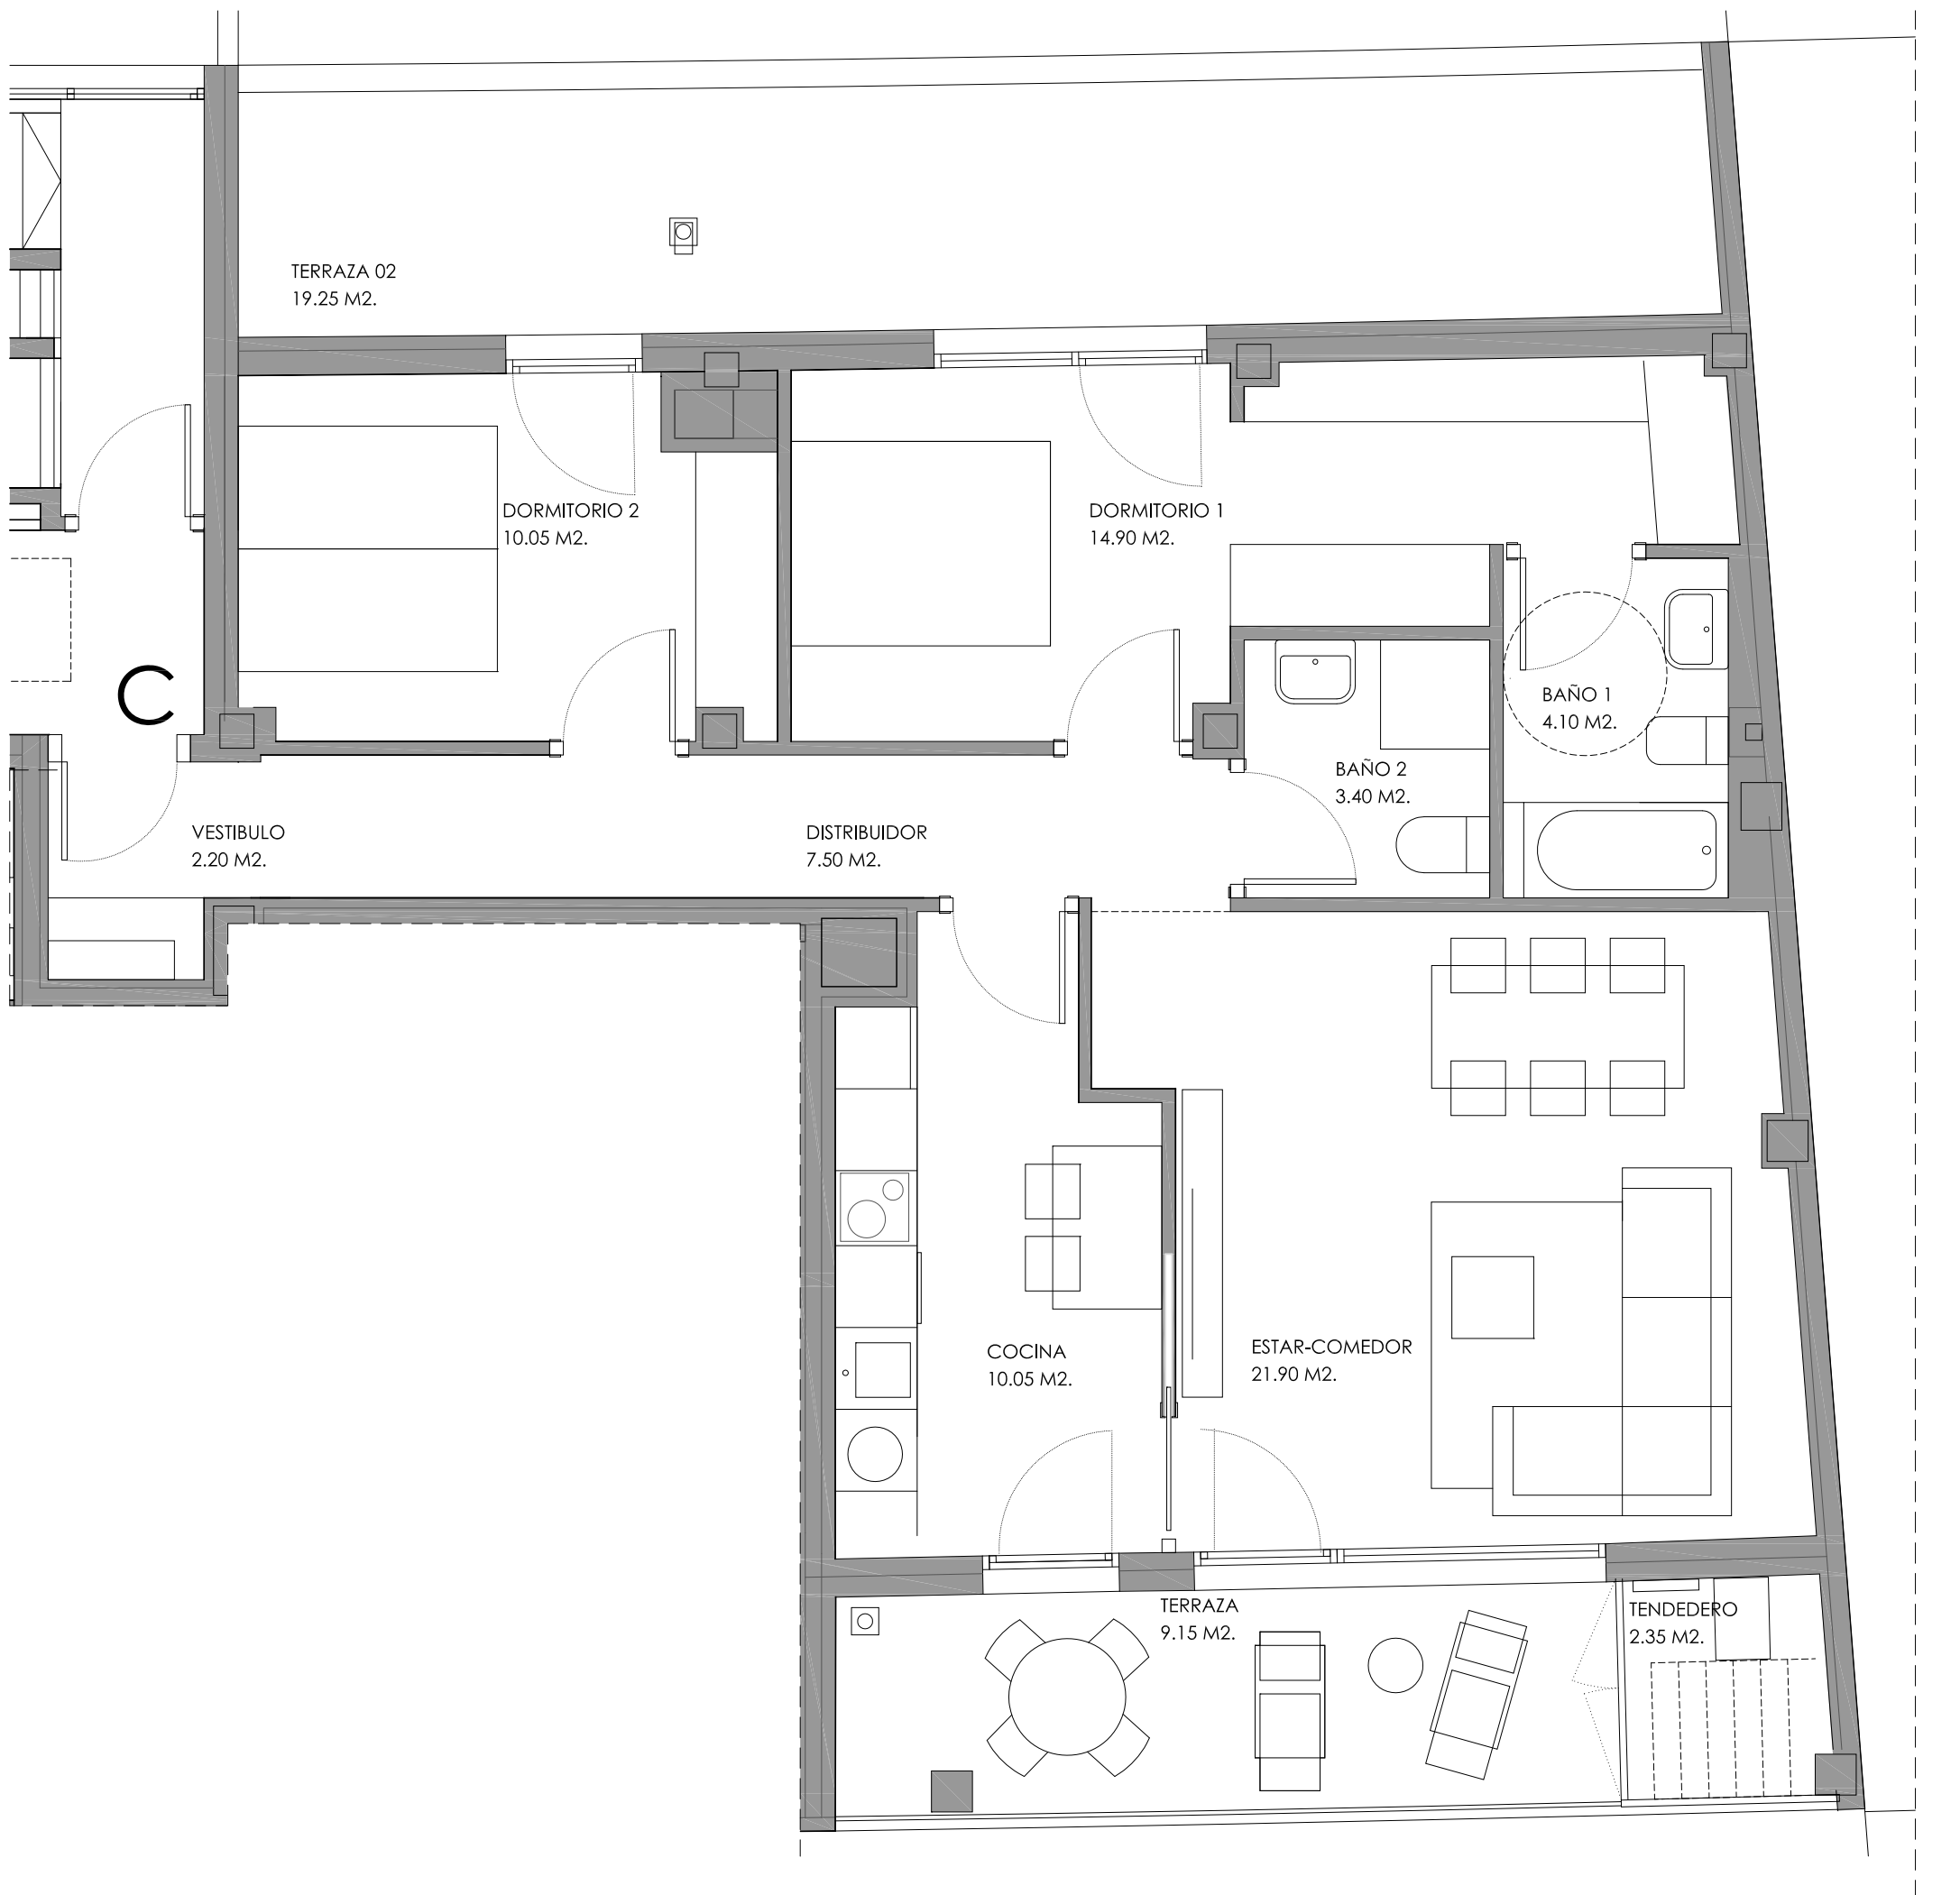 TERRAZA 02
19.25 M2.
DORMITORIO 2
10.05 M2.
DORMITORIO 1
14.90 M2.
C
BAÑO 1
4.10 M2.
BAÑO 2
3.40 M2.
VESTIBULO
2.20 M2.
DISTRIBUIDOR
7.50 M2.
COCINA
10.05 M2.
ESTAR-COMEDOR
21.90 M2.
TERRAZA
9.15 M2.
TENDEDERO
2.35 M2.